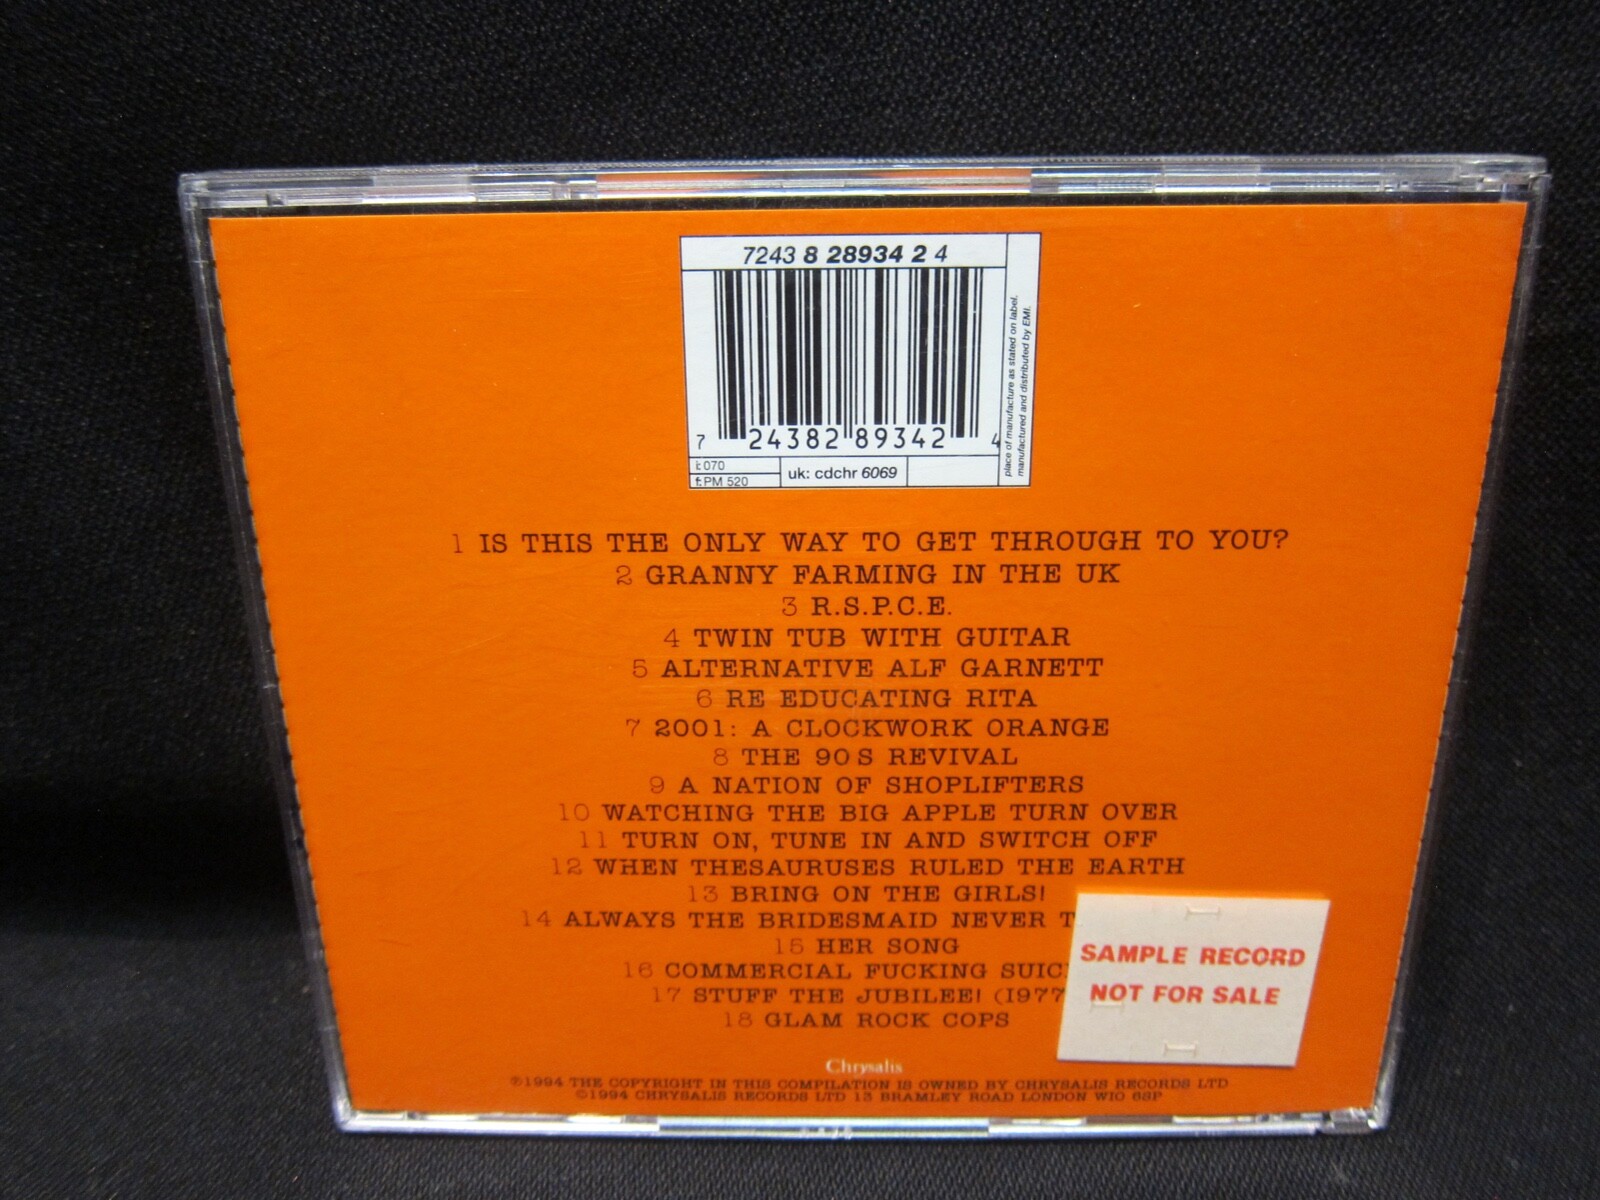 7243 8 28934 2 4
place of manufacture as stated on label.
manufactured and distributed by EMI.
7 24382 89342 4
i: 070
f: PM 520
uk: cdchr 6069
1 IS THIS THE ONLY WAY TO GET THROUGH TO YOU?
2 GRANNY FARMING IN THE UK
3 R.S.P.C.E.
4 TWIN TUB WITH GUITAR
5 ALTERNATIVE ALF GARNETT
6 RE EDUCATING RITA
7 2001: A CLOCKWORK ORANGE
8 THE 90S REVIVAL
9 A NATION OF SHOPLIFTERS
10 WATCHING THE BIG APPLE TURN OVER
11 TURN ON, TUNE IN AND SWITCH OFF
12 WHEN THESAURUSES RULED THE EARTH
13 BRING ON THE GIRLS!
14 ALWAYS THE BRIDESMAID NEVER
15 HER SONG
16 COMMERCIAL FUCKING
17 STUFF THE JUBILEE! (1977
18 GLAM ROCK COPS
SAMPLE RECORD
NOT FOR SALE
Chrysalis
℗1994 THE COPYRIGHT IN THIS COMPILATION IS OWNED BY CHRYSALIS RECORDS LTD
©1994 CHRYSALIS RECORDS LTD 13 BRAMLEY ROAD LONDON W10 6SP